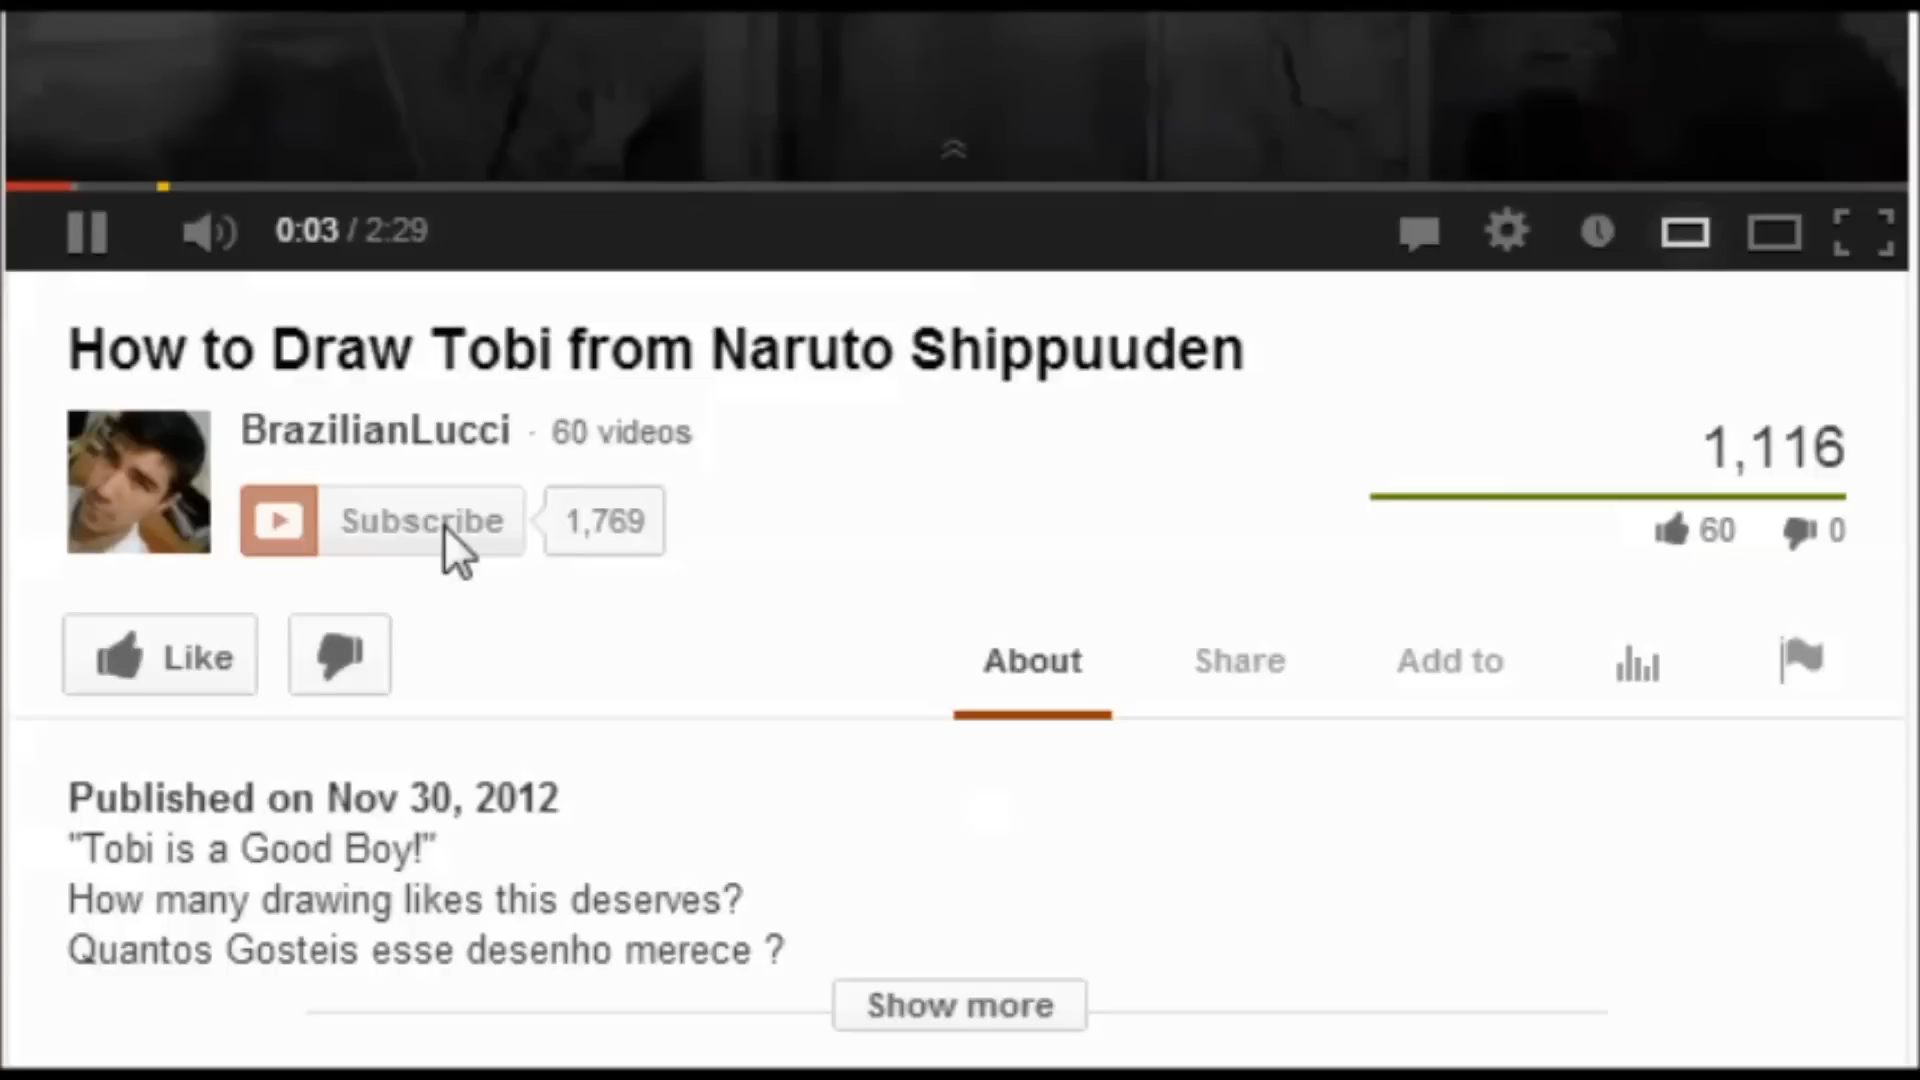 0:03 / 2:29
How to Draw Tobi from Naruto Shippuuden
BrazilianLucci · 60 videos
Subscribe 1,769
1,116
60 0
Like
About Share Add to
Published on Nov 30, 2012
"Tobi is a Good Boy!"
How many drawing likes this deserves?
Quantos Gosteis esse desenho merece ?
Show more